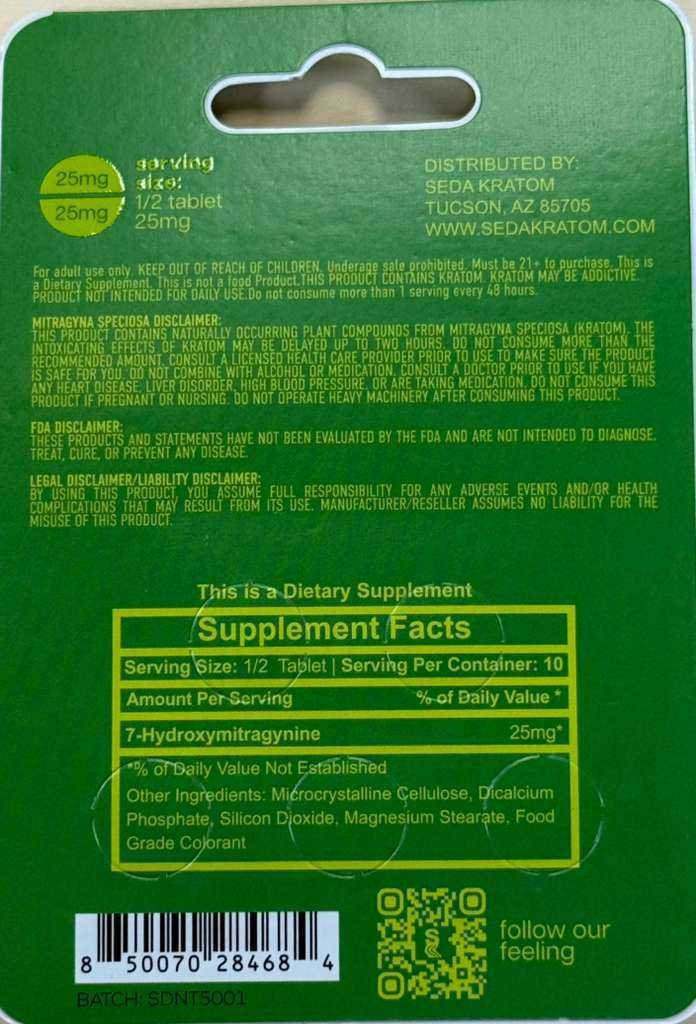 25mg
25mg
serving
size:
1/2 tablet
25mg
DISTRIBUTED BY:
SEDA KRATOM
TUCSON, AZ 85705
WWW.SEDAKRATOM.COM
For adult use only. KEEP OUT OF REACH OF CHILDREN. Underage sale prohibited. Must be 21+ to purchase. This is
a Dietary Supplement. This is not a food Product.THIS PRODUCT CONTAINS KRATOM. KRATOM MAY BE ADDICTIVE.
PRODUCT NOT INTENDED FOR DAILY USE.Do not consume more than 1 serving every 48 hours.
MITRAGYNA SPECIOSA DISCLAIMER:
THIS PRODUCT CONTAINS NATURALLY OCCURRING PLANT COMPOUNDS FROM MITRAGYNA SPECIOSA (KRATOM). THE
INTOXICATING EFFECTS OF KRATOM MAY BE DELAYED UP TO TWO HOURS. DO NOT CONSUME MORE THAN THE
RECOMMENDED AMOUNT. CONSULT A LICENSED HEALTH CARE PROVIDER PRIOR TO USE TO MAKE SURE THE PRODUCT
IS SAFE FOR YOU. DO NOT COMBINE WITH ALCOHOL OR MEDICATION. CONSULT A DOCTOR PRIOR TO USE IF YOU HAVE
ANY HEART DISEASE, LIVER DISORDER, HIGH BLOOD PRESSURE, OR ARE TAKING MEDICATION. DO NOT CONSUME THIS
PRODUCT IF PREGNANT OR NURSING. DO NOT OPERATE HEAVY MACHINERY AFTER CONSUMING THIS PRODUCT.
FDA DISCLAIMER:
THESE PRODUCTS AND STATEMENTS HAVE NOT BEEN EVALUATED BY THE FDA AND ARE NOT INTENDED TO DIAGNOSE,
TREAT, CURE, OR PREVENT ANY DISEASE.
LEGAL DISCLAIMER/LIABILITY DISCLAIMER:
BY USING THIS PRODUCT, YOU ASSUME FULL RESPONSIBILITY FOR ANY ADVERSE EVENTS AND/OR HEALTH
COMPLICATIONS THAT MAY RESULT FROM ITS USE. MANUFACTURER/RESELLER ASSUMES NO LIABILITY FOR THE
MISUSE OF THIS PRODUCT.
This is a Dietary Supplement
Supplement Facts
Serving Size: 1/2 Tablet | Serving Per Container: 10
Amount Per Serving % of Daily Value *
7-Hydroxymitragynine 25mg*
*% of Daily Value Not Established
Other Ingredients: Microcrystalline Cellulose, Dicalcium
Phosphate, Silicon Dioxide, Magnesium Stearate, Food
Grade Colorant
8 50070 28468 4
BATCH: SDNT5001
follow our
feeling